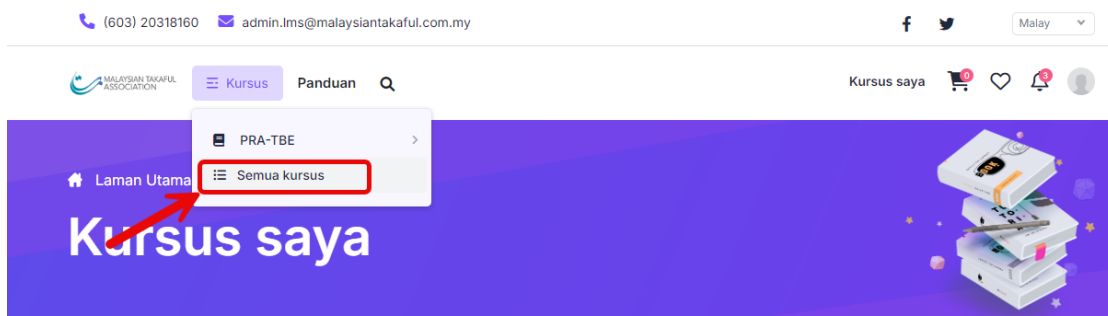 (603) 20318160 admin.lms@malaysiantakaful.com.my Malay
MALAYSIAN TAKAFUL
ASSOCIATION
Kursus Panduan Kursus saya 0 3
PRA-TBE
Semua kursus
Laman Utama
Kursus saya
BOOK